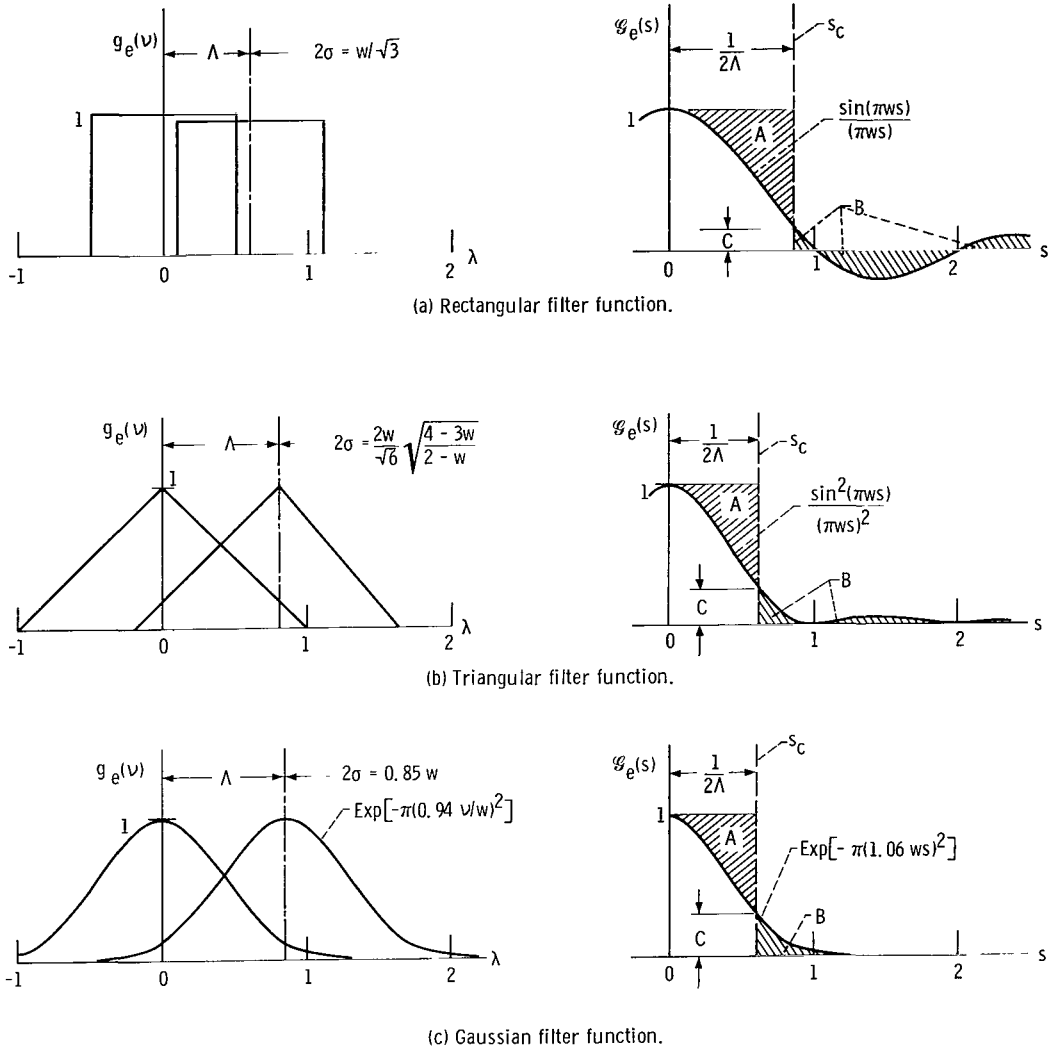 g_e(ν)
Λ
2σ = w/√3
1
-1
0
1
2
λ
𝒢_e(s)
s_c
1/2Λ
sin(πws)/(πws)
1
A
B
C
0
1
2
s
(a) Rectangular filter function.
g_e(ν)
Λ
2σ = 2w/√6 √((4 - 3w)/(2 - w))
1
-1
0
1
2
λ
𝒢_e(s)
s_c
1/2Λ
sin²(πws)/(πws)²
1
A
B
C
0
1
2
s
(b) Triangular filter function.
g_e(ν)
Λ
2σ = 0.85 w
Exp[-π(0.94 ν/w)²]
1
-1
0
1
2
λ
𝒢_e(s)
s_c
1/2Λ
Exp[- π(1.06 ws)²]
1
A
B
C
0
1
2
s
(c) Gaussian filter function.